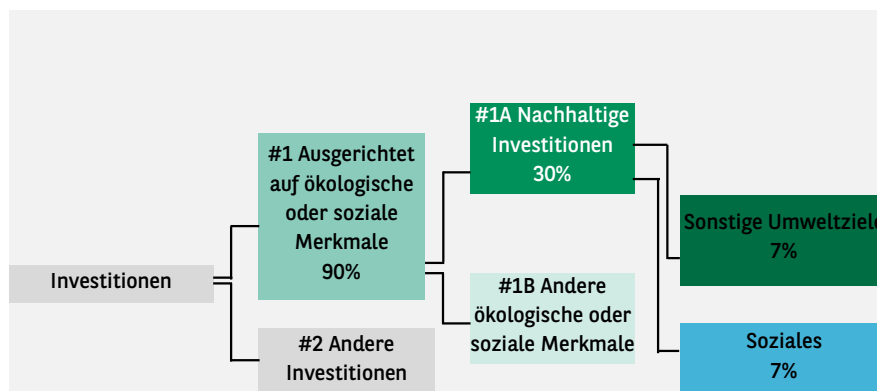 Investitionen
#1 Ausgerichtet
auf ökologische
oder soziale
Merkmale
90%
#2 Andere
Investitionen
#1A Nachhaltige
Investitionen
30%
#1B Andere
ökologische oder
soziale Merkmale
Sonstige Umweltziele
7%
Soziales
7%